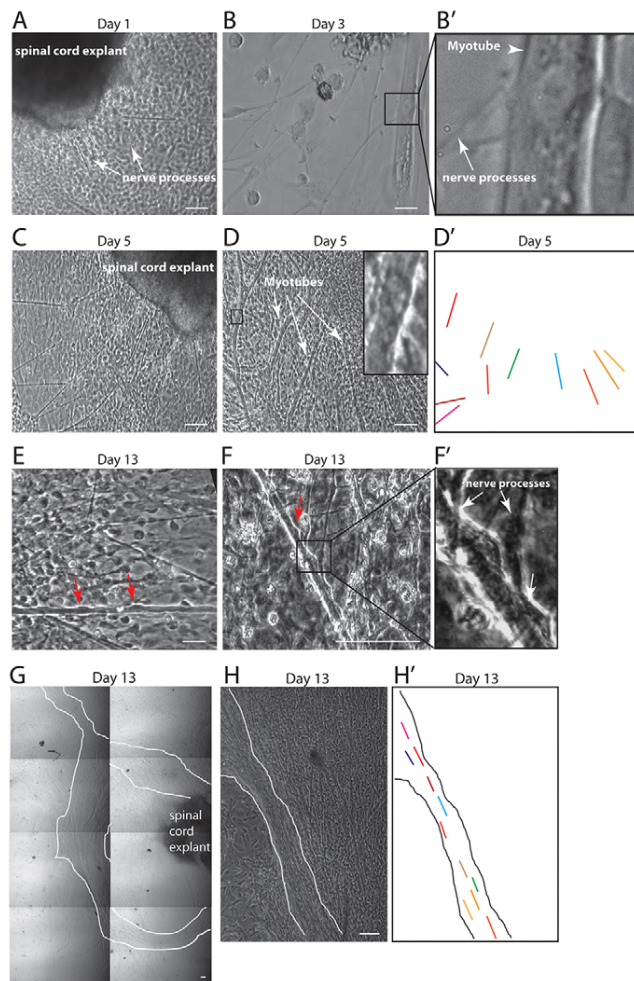 A
Day 1
spinal cord explant
nerve processes
B
Day 3
B′
Myotube
nerve processes
C
Day 5
spinal cord explant
D
Day 5
Myotubes
D′
Day 5
E
Day 13
F
Day 13
F′
nerve processes
G
Day 13
spinal
cord
explant
H
Day 13
H′
Day 13